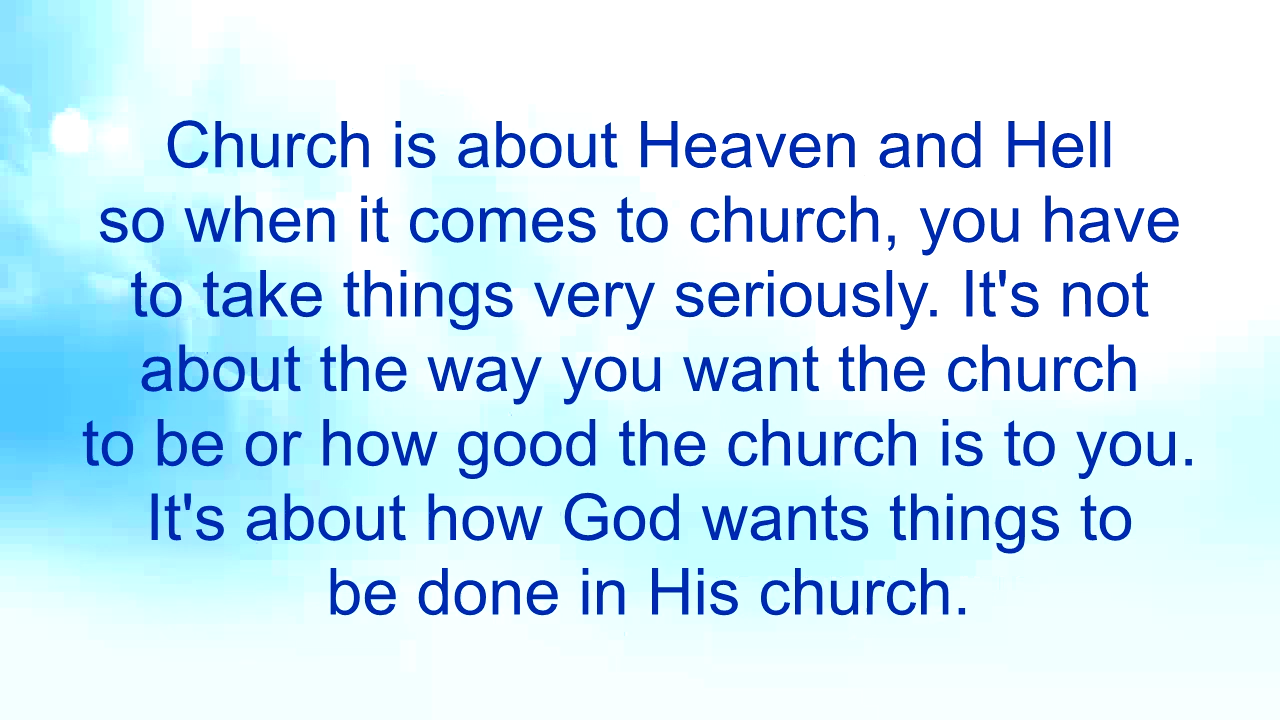 Church is about Heaven and Hell
so when it comes to church, you have
to take things very seriously. It's not
about the way you want the church
to be or how good the church is to you.
It's about how God wants things to
be done in His church.